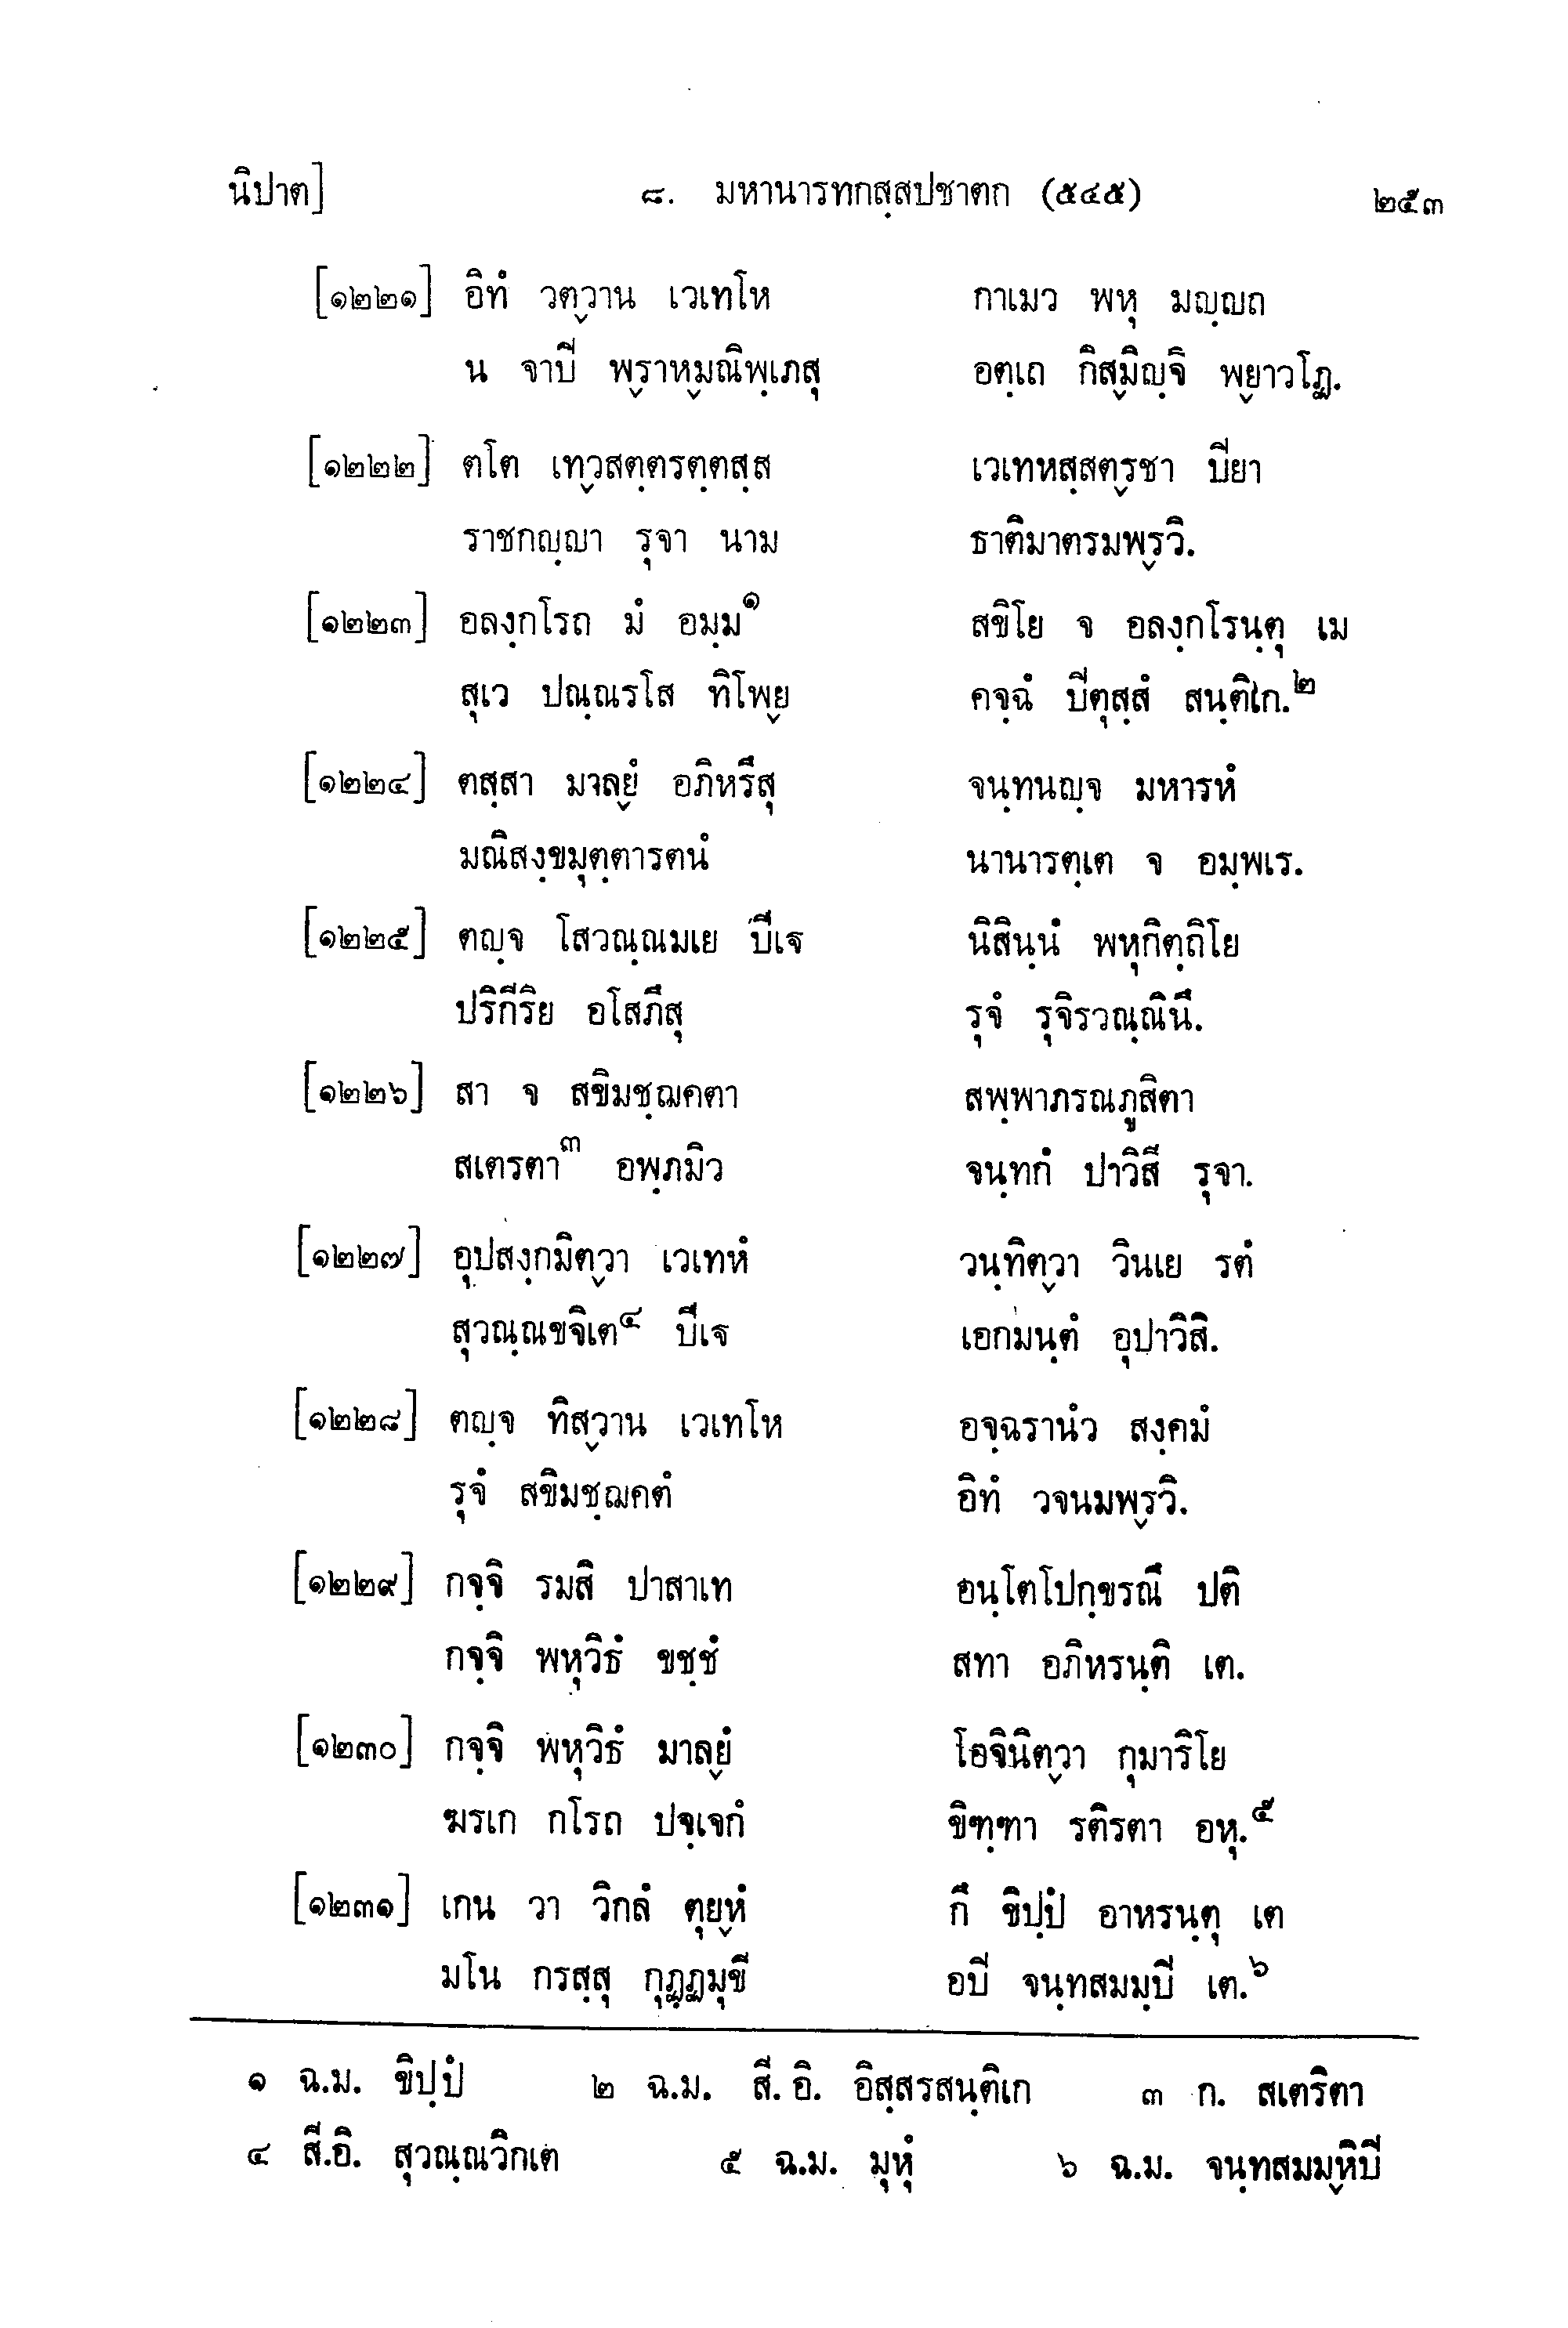 นิปาต] ๘. มหานารทกสฺสปชาตก (๕๔๕) ๒๕๓
[๑๒๒๑] อิทํ วตฺวาน เวเทโห กาเมว พหุ มญฺญถ
น จาปิ พฺราหฺมณิพฺเภสุ อตฺเถ กิสฺมิญฺจิ พฺยาวโฏ.
[๑๒๒๒] ตโต เทฺวสตฺตรตฺตสฺส เวเทหสฺสตฺรชา ปิยา
ราชกญฺญา รุจา นาม ธาติมาตรมพฺรวิ.
[๑๒๒๓] อลงฺกโรถ มํ อมฺม๑ สขิโย จ อลงฺกโรนฺตุ เม
สุเว ปณฺณรโส ทิโพฺย คจฺฉํ ปิตุสฺสํ สนฺติเก.๒
[๑๒๒๔] ตสฺสา มาลฺยํ อภิหรึสุ จนฺทนญฺจ มหารหํ
มณิสงฺขมุตฺตารตนํ นานารตฺเต จ อมฺพเร.
[๑๒๒๕] ตญฺจ โสวณฺณมเย ปีเฐ นิสินฺนํ พหุกิตฺถิโย
ปริกีริย อโสภึสุ รุจํ รุจิรวณฺณินึ.
[๑๒๒๖] สา จ สขิมชฺฌคตา สพฺพาภรณภูสิตา
สเตรตา๓ อพฺภมิว จนฺทกํ ปาวิสี รุจา.
[๑๒๒๗] อุปสงฺกมิตฺวา เวเทหํ วนฺทิตฺวา วินเย รตํ
สุวณฺณขจิเต๔ ปีเฐ เอกมนฺตํ อุปาวิสิ.
[๑๒๒๘] ตญฺจ ทิสฺวาน เวเทโห อจฺฉรานํว สงฺคมํ
รุจํ สขิมชฺฌคตํ อิทํ วจนมพฺรวิ.
[๑๒๒๙] กจฺจิ รมสิ ปาสาเท อนฺโตโปกฺขรณึ ปติ
กจฺจิ พหุวิธํ ขชฺชํ สทา อภิหรนฺติ เต.
[๑๒๓๐] กจฺจิ พหุวิธํ มาลฺยํ โอจินิตฺวา กุมาริโย
ฆรเก กโรถ ปจฺเจกํ ขิฑฺฑา รติรตา อหุ.๕
[๑๒๓๑] เกน วา วิกลํ ตุยฺหํ กึ ขิปฺปํ อาหรนฺตุ เต
มโน กรสฺสุ กุฏฺฏมุขี อปิ จนฺทสมมฺปิ เต.๖
๑ ฉ.ม. ขิปฺปํ ๒ ฉ.ม. สี. อิ. อิสฺสรสนฺติเก ๓ ก. สเตริตา
๔ สี.อิ. สุวณฺณวิกเต ๕ ฉ.ม. มุหุํ ๖ ฉ.ม. จนฺทสมมฺหิปิ